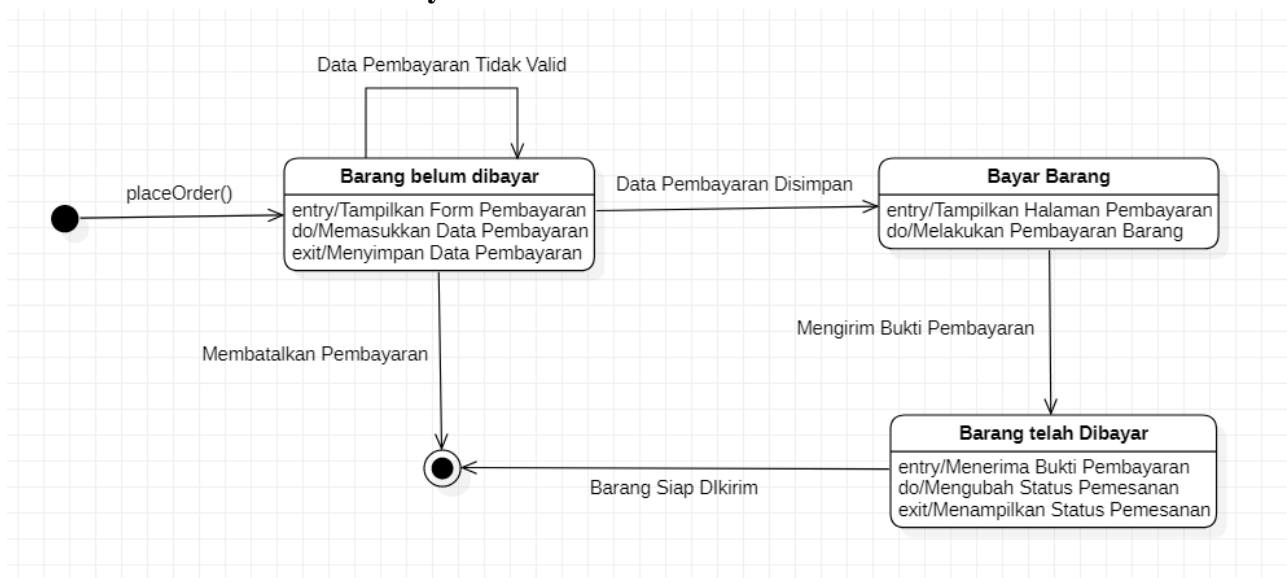 Data Pembayaran Tidak Valid
placeOrder()
Barang belum dibayar
entry/Tampilkan Form Pembayaran
do/Memasukkan Data Pembayaran
exit/Menyimpan Data Pembayaran
Data Pembayaran Disimpan
Bayar Barang
entry/Tampilkan Halaman Pembayaran
do/Melakukan Pembayaran Barang
Mengirim Bukti Pembayaran
Membatalkan Pembayaran
Barang telah Dibayar
entry/Menerima Bukti Pembayaran
do/Mengubah Status Pemesanan
exit/Menampilkan Status Pemesanan
Barang Siap DIkirim